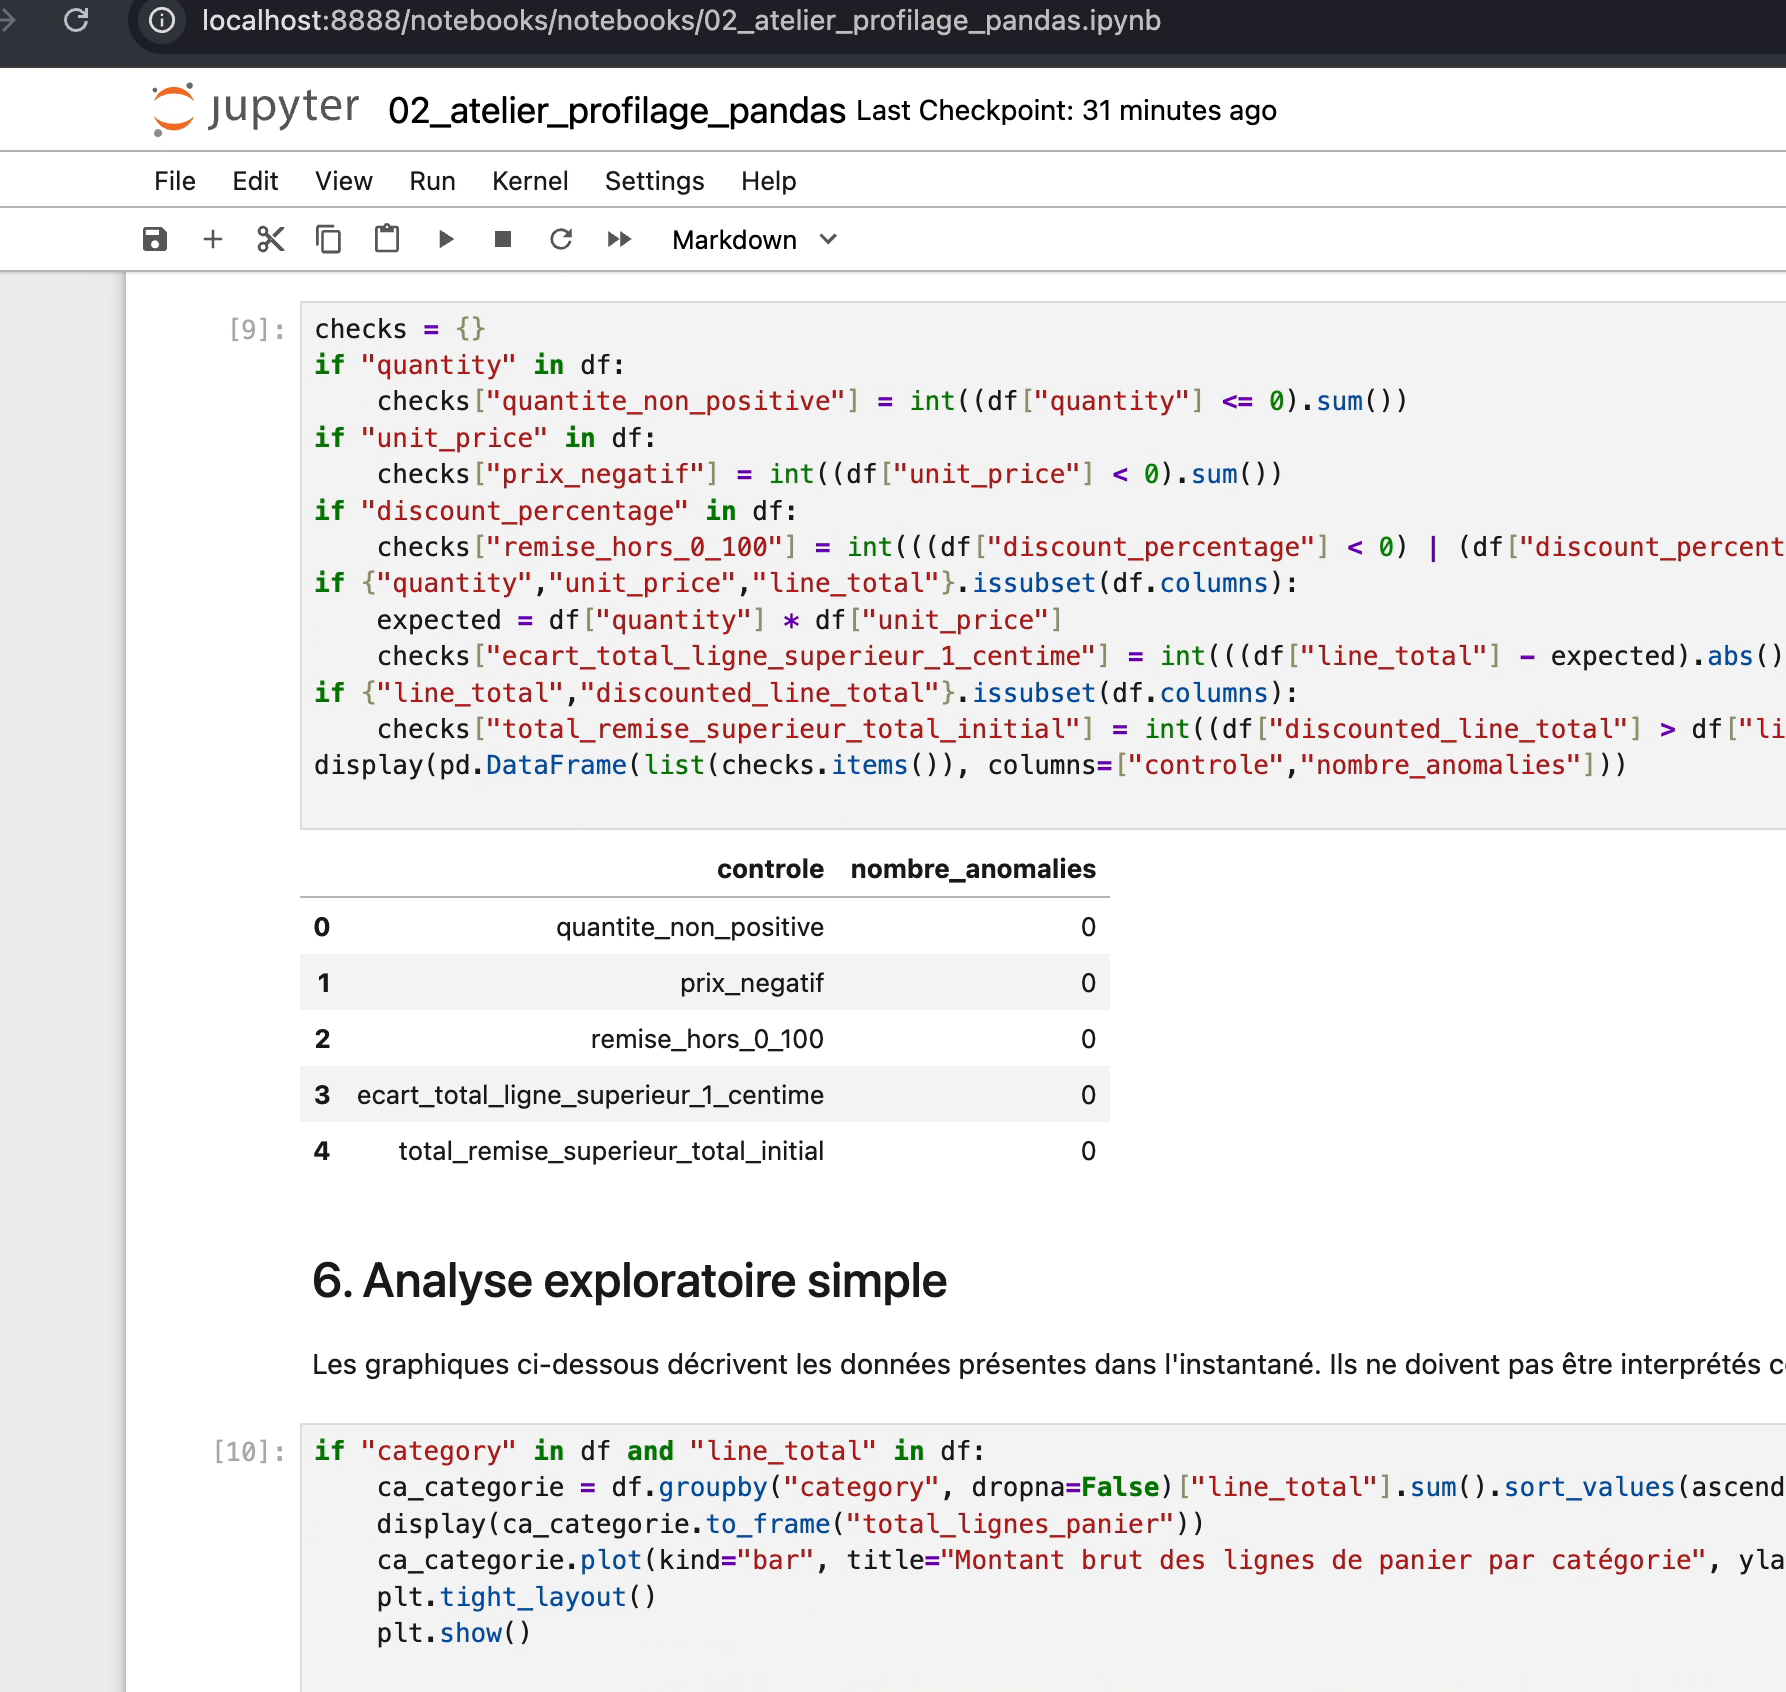 localhost:8888/notebooks/notebooks/02_atelier_profilage_pandas.ipynb
jupyter 02_atelier_profilage_pandas Last Checkpoint: 31 minutes ago
File Edit View Run Kernel Settings Help
Markdown
[9]: checks = {}
if "quantity" in df:
    checks["quantite_non_positive"] = int((df["quantity"] <= 0).sum())
if "unit_price" in df:
    checks["prix_negatif"] = int((df["unit_price"] < 0).sum())
if "discount_percentage" in df:
    checks["remise_hors_0_100"] = int(((df["discount_percentage"] < 0) | (df["discount_percent
if {"quantity","unit_price","line_total"}.issubset(df.columns):
    expected = df["quantity"] * df["unit_price"]
    checks["ecart_total_ligne_superieur_1_centime"] = int(((df["line_total"] - expected).abs()
if {"line_total","discounted_line_total"}.issubset(df.columns):
    checks["total_remise_superieur_total_initial"] = int((df["discounted_line_total"] > df["li
display(pd.DataFrame(list(checks.items()), columns=["controle","nombre_anomalies"]))
controle nombre_anomalies
0 quantite_non_positive 0
1 prix_negatif 0
2 remise_hors_0_100 0
3 ecart_total_ligne_superieur_1_centime 0
4 total_remise_superieur_total_initial 0
6. Analyse exploratoire simple
Les graphiques ci-dessous décrivent les données présentes dans l'instantané. Ils ne doivent pas être interprétés c
[10]: if "category" in df and "line_total" in df:
    ca_categorie = df.groupby("category", dropna=False)["line_total"].sum().sort_values(ascend
    display(ca_categorie.to_frame("total_lignes_panier"))
    ca_categorie.plot(kind="bar", title="Montant brut des lignes de panier par catégorie", yla
    plt.tight_layout()
    plt.show()